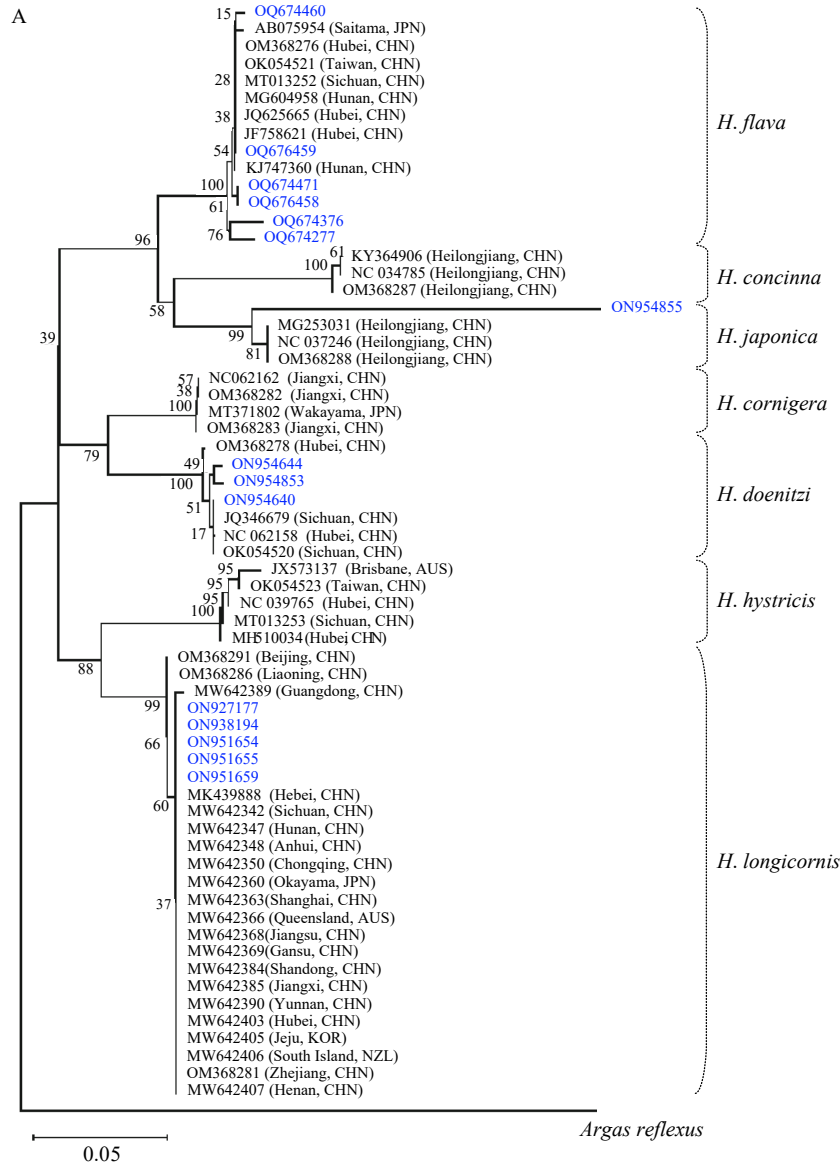 A
15
OQ674460
AB075954 (Saitama, JPN)
OM368276 (Hubei, CHN)
OK054521 (Taiwan, CHN)
28
MT013252 (Sichuan, CHN)
MG604958 (Hunan, CHN)
38
JQ625665 (Hubei, CHN)
H. flava
JF758621 (Hubei, CHN)
54
OQ676459
KJ747360 (Hunan, CHN)
100
OQ674471
61
OQ676458
OQ674376
76
OQ674277
96
61
KY364906 (Heilongjiang, CHN)
100
NC 034785 (Heilongjiang, CHN)
H. concinna
OM368287 (Heilongjiang, CHN)
58
ON954855
99
MG253031 (Heilongjiang, CHN)
39
NC 037246 (Heilongjiang, CHN)
H. japonica
81
OM368288 (Heilongjiang, CHN)
57
NC062162 (Jiangxi, CHN)
38
OM368282 (Jiangxi, CHN)
100
MT371802 (Wakayama, JPN)
H. cornigera
OM368283 (Jiangxi, CHN)
79
OM368278 (Hubei, CHN)
49
ON954644
100
ON954853
51
ON954640
H. doenitzi
JQ346679 (Sichuan, CHN)
17
NC 062158 (Hubei, CHN)
OK054520 (Sichuan, CHN)
95
JX573137 (Brisbane, AUS)
95
OK054523 (Taiwan, CHN)
95
NC 039765 (Hubei, CHN)
H. hystricis
100
MT013253 (Sichuan, CHN)
MH510034 (Hubei, CHN)
88
OM368291 (Beijing, CHN)
OM368286 (Liaoning, CHN)
MW642389 (Guangdong, CHN)
99
ON927177
ON938194
66
ON951654
ON951655
ON951659
60
MK439888 (Hebei, CHN)
MW642342 (Sichuan, CHN)
MW642347 (Hunan, CHN)
MW642348 (Anhui, CHN)
MW642350 (Chongqing, CHN)
H. longicornis
MW642360 (Okayama, JPN)
37
MW642363(Shanghai, CHN)
MW642366 (Queensland, AUS)
MW642368(Jiangsu, CHN)
MW642369(Gansu, CHN)
MW642384(Shandong, CHN)
MW642385 (Jiangxi, CHN)
MW642390 (Yunnan, CHN)
MW642403 (Hubei, CHN)
MW642405 (Jeju, KOR)
MW642406 (South Island, NZL)
OM368281 (Zhejiang, CHN)
MW642407 (Henan, CHN)
Argas reflexus
0.05